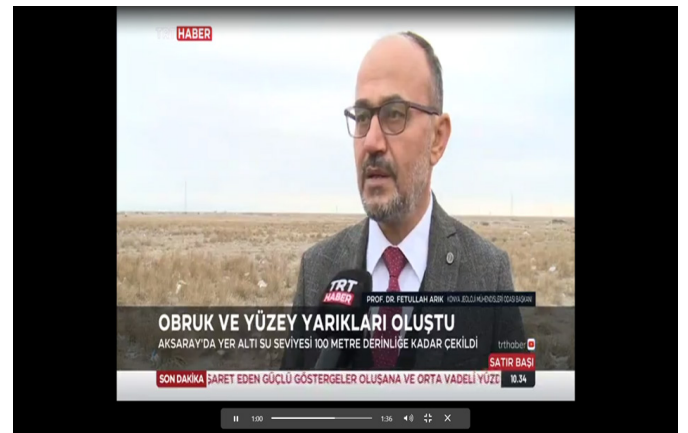 TRT HABER
TRT
HABER
PROF. DR. FETULLAH ARIK KONYA JEOLOJİ MÜHENDİSLERİ ODASI BAŞKANI
OBRUK VE YÜZEY YARIKLARI OLUŞTU
AKSARAY'DA YER ALTI SU SEVİYESİ 100 METRE DERİNLİĞE KADAR ÇEKİLDİ
trthaber
SATIR BAŞI
SON DAKİKA ŞARET EDEN GÜÇLÜ GÖSTERGELER OLUŞANA VE ORTA VADELİ YÜZD 10.34
1:00 1:36